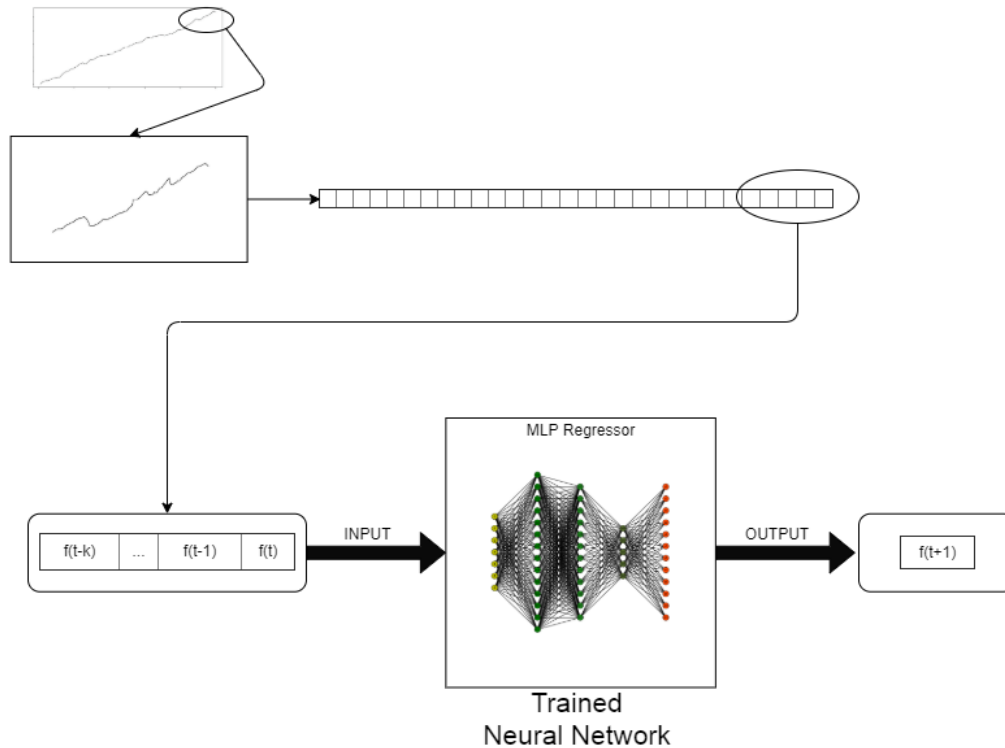 MLP Regressor
f(t-k)
...
f(t-1)
f(t)
INPUT
OUTPUT
f(t+1)
Trained
Neural Network